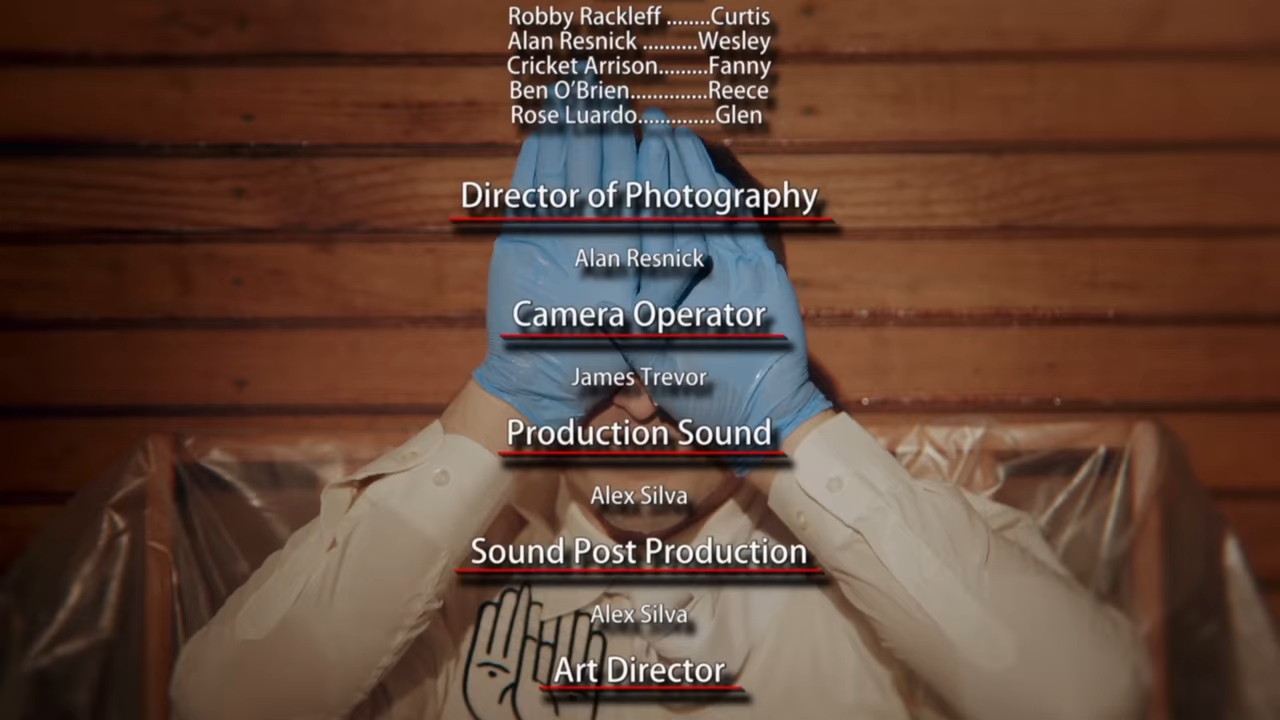 Robby Rackleff ........Curtis
Alan Resnick ..........Wesley
Cricket Arrison.........Fanny
Ben O'Brien..............Reece
Rose Luardo..............Glen
Director of Photography
Alan Resnick
Camera Operator
James Trevor
Production Sound
Alex Silva
Sound Post Production
Alex Silva
Art Director